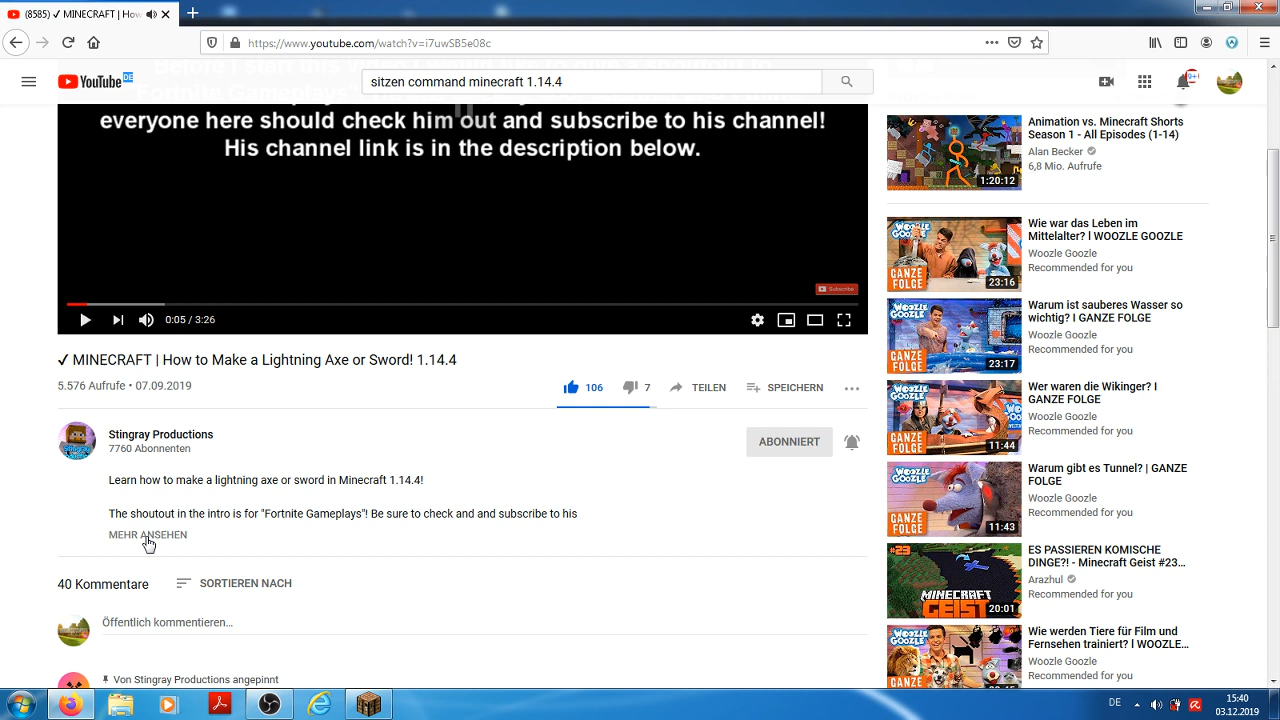 (8585) ✓ MINECRAFT | How
https://www.youtube.com/watch?v=i7uwSB5e08c
YouTube DE
sitzen command minecraft 1.14.4
everyone here should check him out and subscribe to his channel!
His channel link is in the description below.
Subscribe
0:05 / 3:26
✓ MINECRAFT | How to Make a Lightning Axe or Sword! 1.14.4
5.576 Aufrufe • 07.09.2019
106
7
TEILEN
SPEICHERN
Stingray Productions
7760 Abonnenten
ABONNIERT
Learn how to make a lightning axe or sword in Minecraft 1.14.4!
The shoutout in the intro is for "Fortnite Gameplays"! Be sure to check and and subscribe to his
MEHR ANSEHEN
40 Kommentare
SORTIEREN NACH
Öffentlich kommentieren...
Von Stingray Productions angepinnt
1:20:12
Animation vs. Minecraft Shorts
Season 1 - All Episodes (1-14)
Alan Becker
6,8 Mio. Aufrufe
WOOZLE GOOZLE
GANZE FOLGE
23:16
Wie war das Leben im
Mittelalter? l WOOZLE GOOZLE
Woozle Goozle
Recommended for you
WOOZLE GOOZLE
GANZE FOLGE
23:17
Warum ist sauberes Wasser so
wichtig? I GANZE FOLGE
Woozle Goozle
Recommended for you
WOOZLE GOOZLE
GANZE FOLGE
11:44
Wer waren die Wikinger? I
GANZE FOLGE
Woozle Goozle
Recommended for you
WOOZLE GOOZLE
GANZE FOLGE
11:43
Warum gibt es Tunnel? | GANZE
FOLGE
Woozle Goozle
Recommended for you
#23
MINECRAFT
GEIST
20:01
ES PASSIEREN KOMISCHE
DINGE?! - Minecraft Geist #23...
Arazhul
Recommended for you
WOOZLE GOOZLE
GANZE
Wie werden Tiere für Film und
Fernsehen trainiert? l WOOZLE...
Woozle Goozle
Recommended for you
DE
15:40
03.12.2019